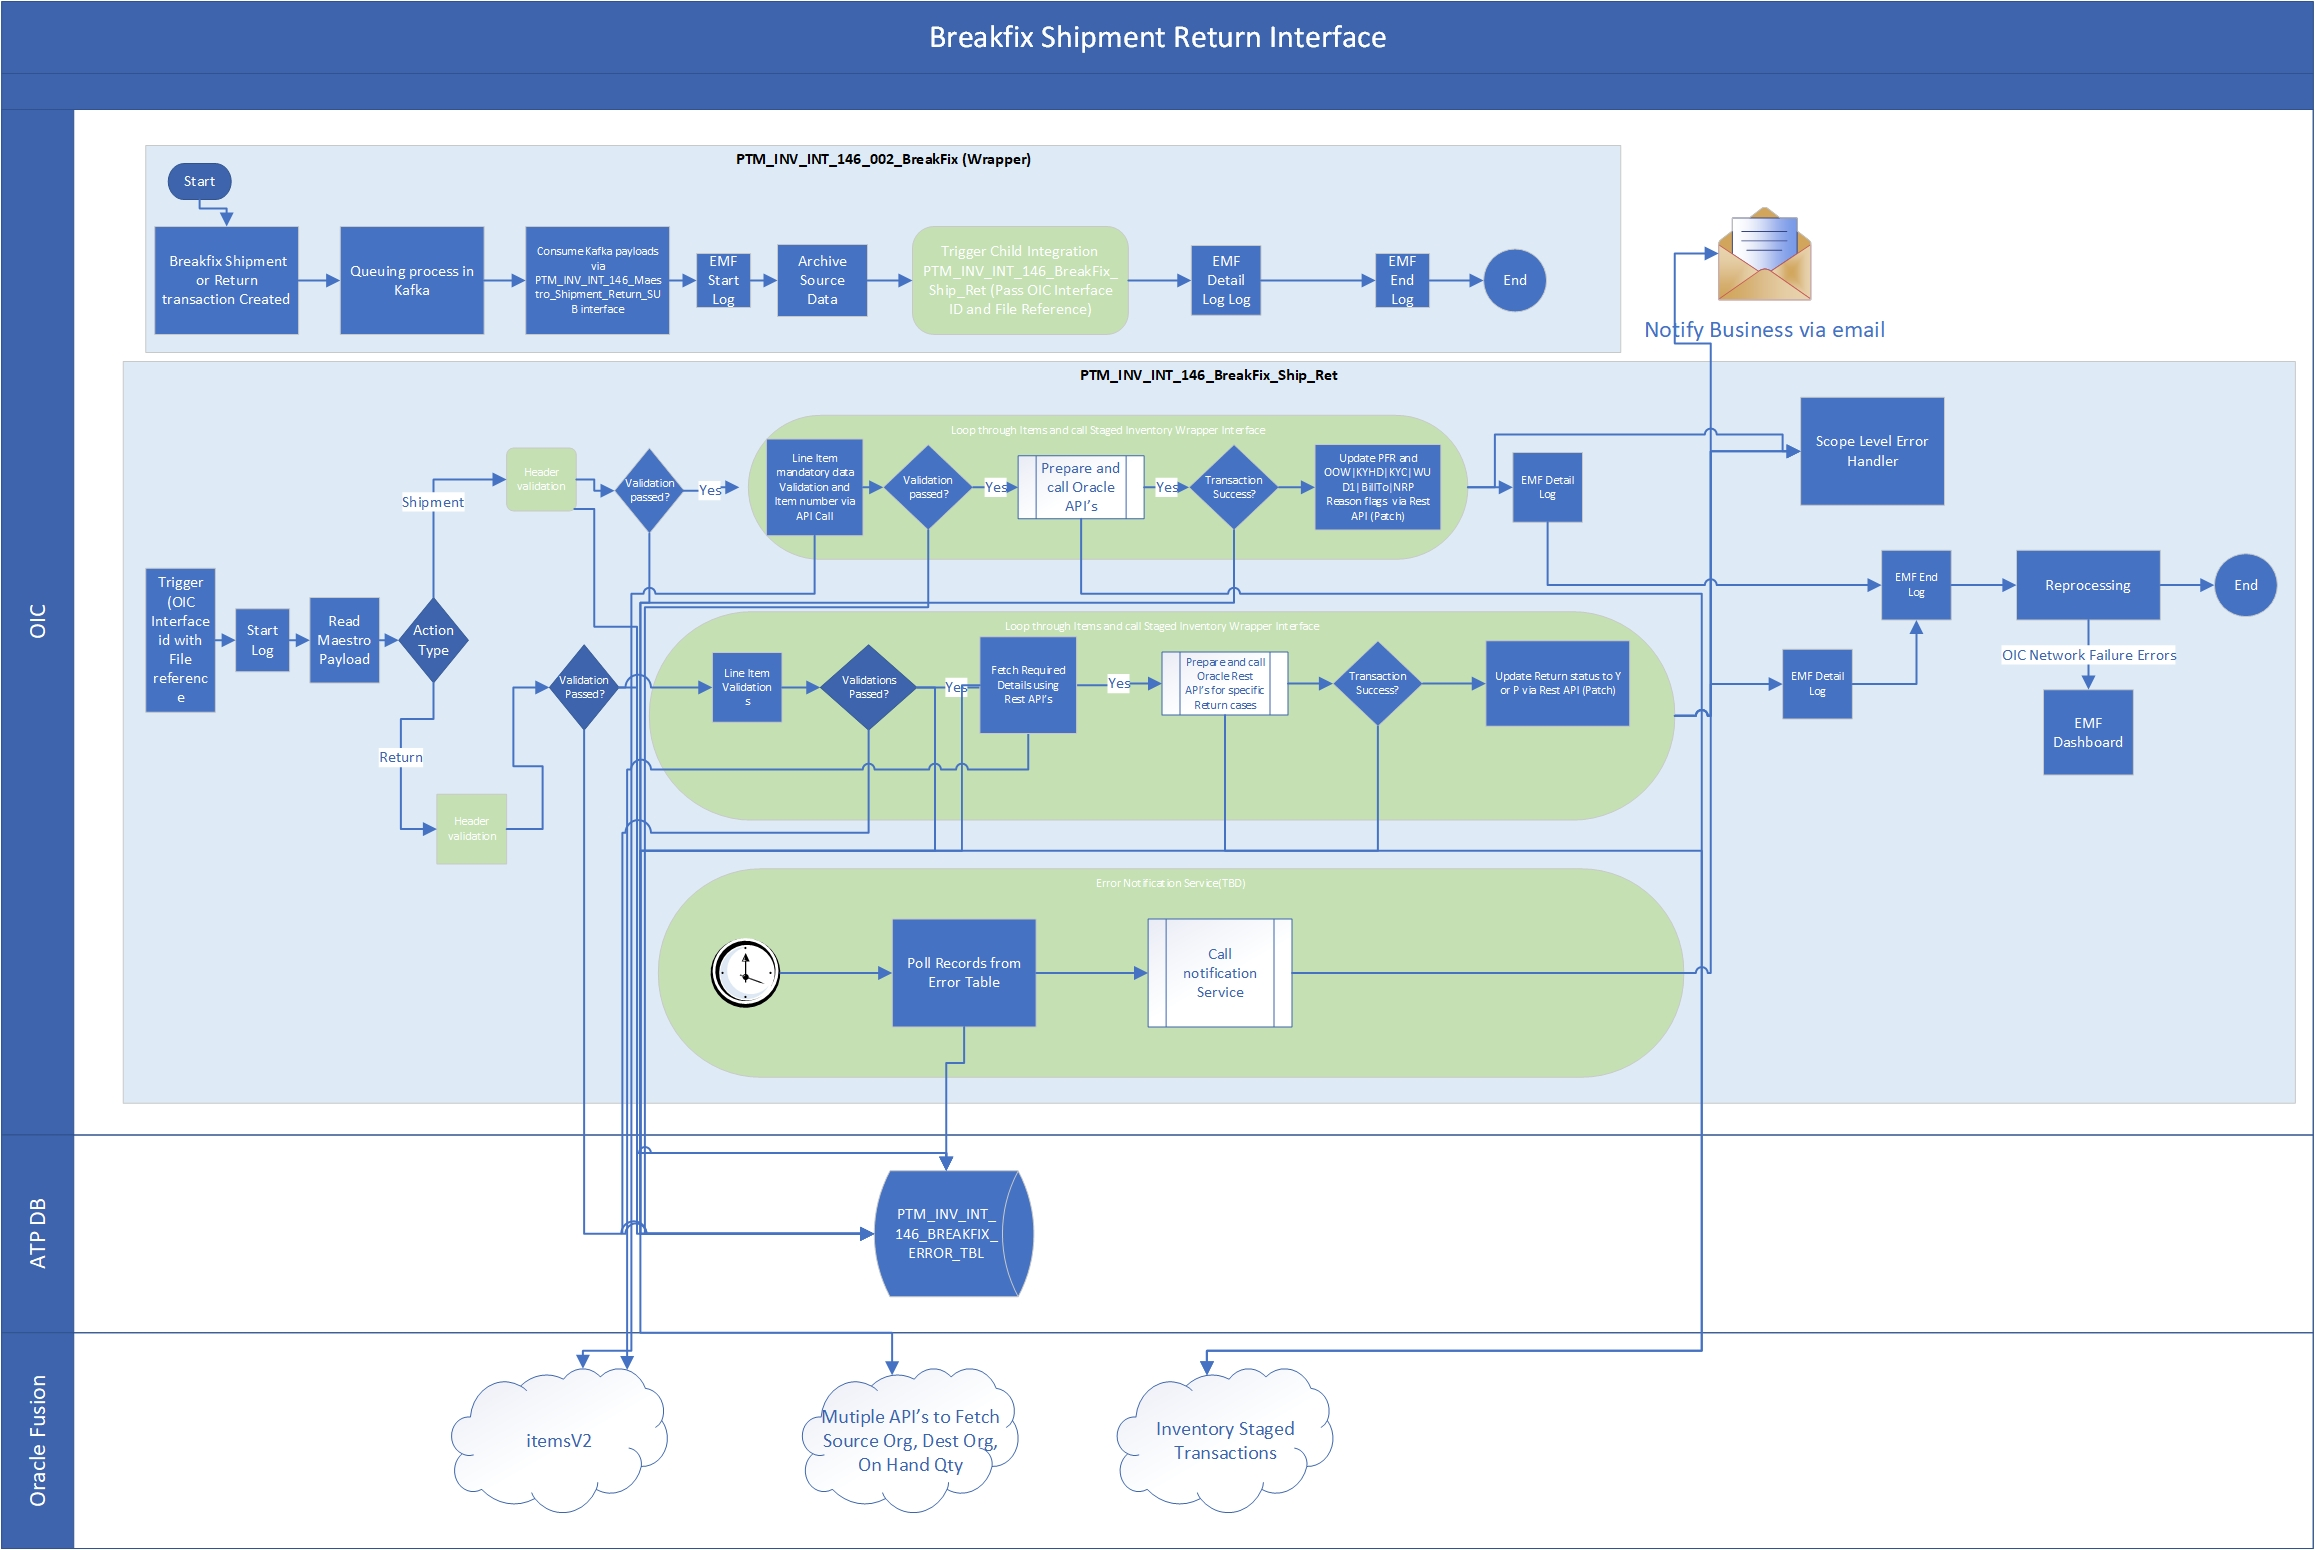 Breakfix Shipment Return Interface
OIC
PTM_INV_INT_146_002_BreakFix (Wrapper)
Start
Breakfix Shipment
or Return
transaction Created
Queuing process in
Kafka
Consume Kafka payloads
via
PTM_INV_INT_146_Maes
tro_Shipment_Return_SU
B interface
EMF
Start
Log
Archive
Source
Data
Trigger Child Integration
PTM_INV_INT_146_BreakFix_
Ship_Ret (Pass OIC Interface
ID and File Reference)
EMF
Detail
Log Log
EMF
End
Log
End
Notify Business via email
PTM_INV_INT_146_BreakFix_Ship_Ret
Trigger
(OIC
Interface
id with
File
referenc
e
Start
Log
Read
Maestro
Payload
Action
Type
Shipment
Header
validation
Validation
passed?
Yes
Loop through Items and call Staged Inventory Wrapper Interface
Line Item
mandatory data
Validation and
Item number via
API Call
Validation
passed?
Yes
Prepare and
call Oracle
API's
Yes
Transaction
Success?
Update PFR and
OOW|KYHD|KYC|WU
D1|BillTo|NRP
Reason flags via Rest
API (Patch)
EMF Detail
Log
Scope Level Error
Handler
EMF End
Log
Reprocessing
End
OIC Network Failure Errors
EMF
Dashboard
EMF Detail
Log
Return
Header
validation
Validation
Passed?
Loop through Items and call Staged Inventory Wrapper Interface
Line Item
Validation
s
Validations
Passed?
Yes
Fetch Required
Details using
Rest API's
Yes
Prepare and call
Oracle Rest
API's for specific
Return cases
Transaction
Success?
Update Return status to Y
or P via Rest API (Patch)
Error Notification Service(TBD)
Poll Records from
Error Table
Call
notification
Service
ATP DB
PTM_INV_INT_
146_BREAKFIX_
ERROR_TBL
Oracle Fusion
itemsV2
Mutiple API's to Fetch
Source Org, Dest Org,
On Hand Qty
Inventory Staged
Transactions